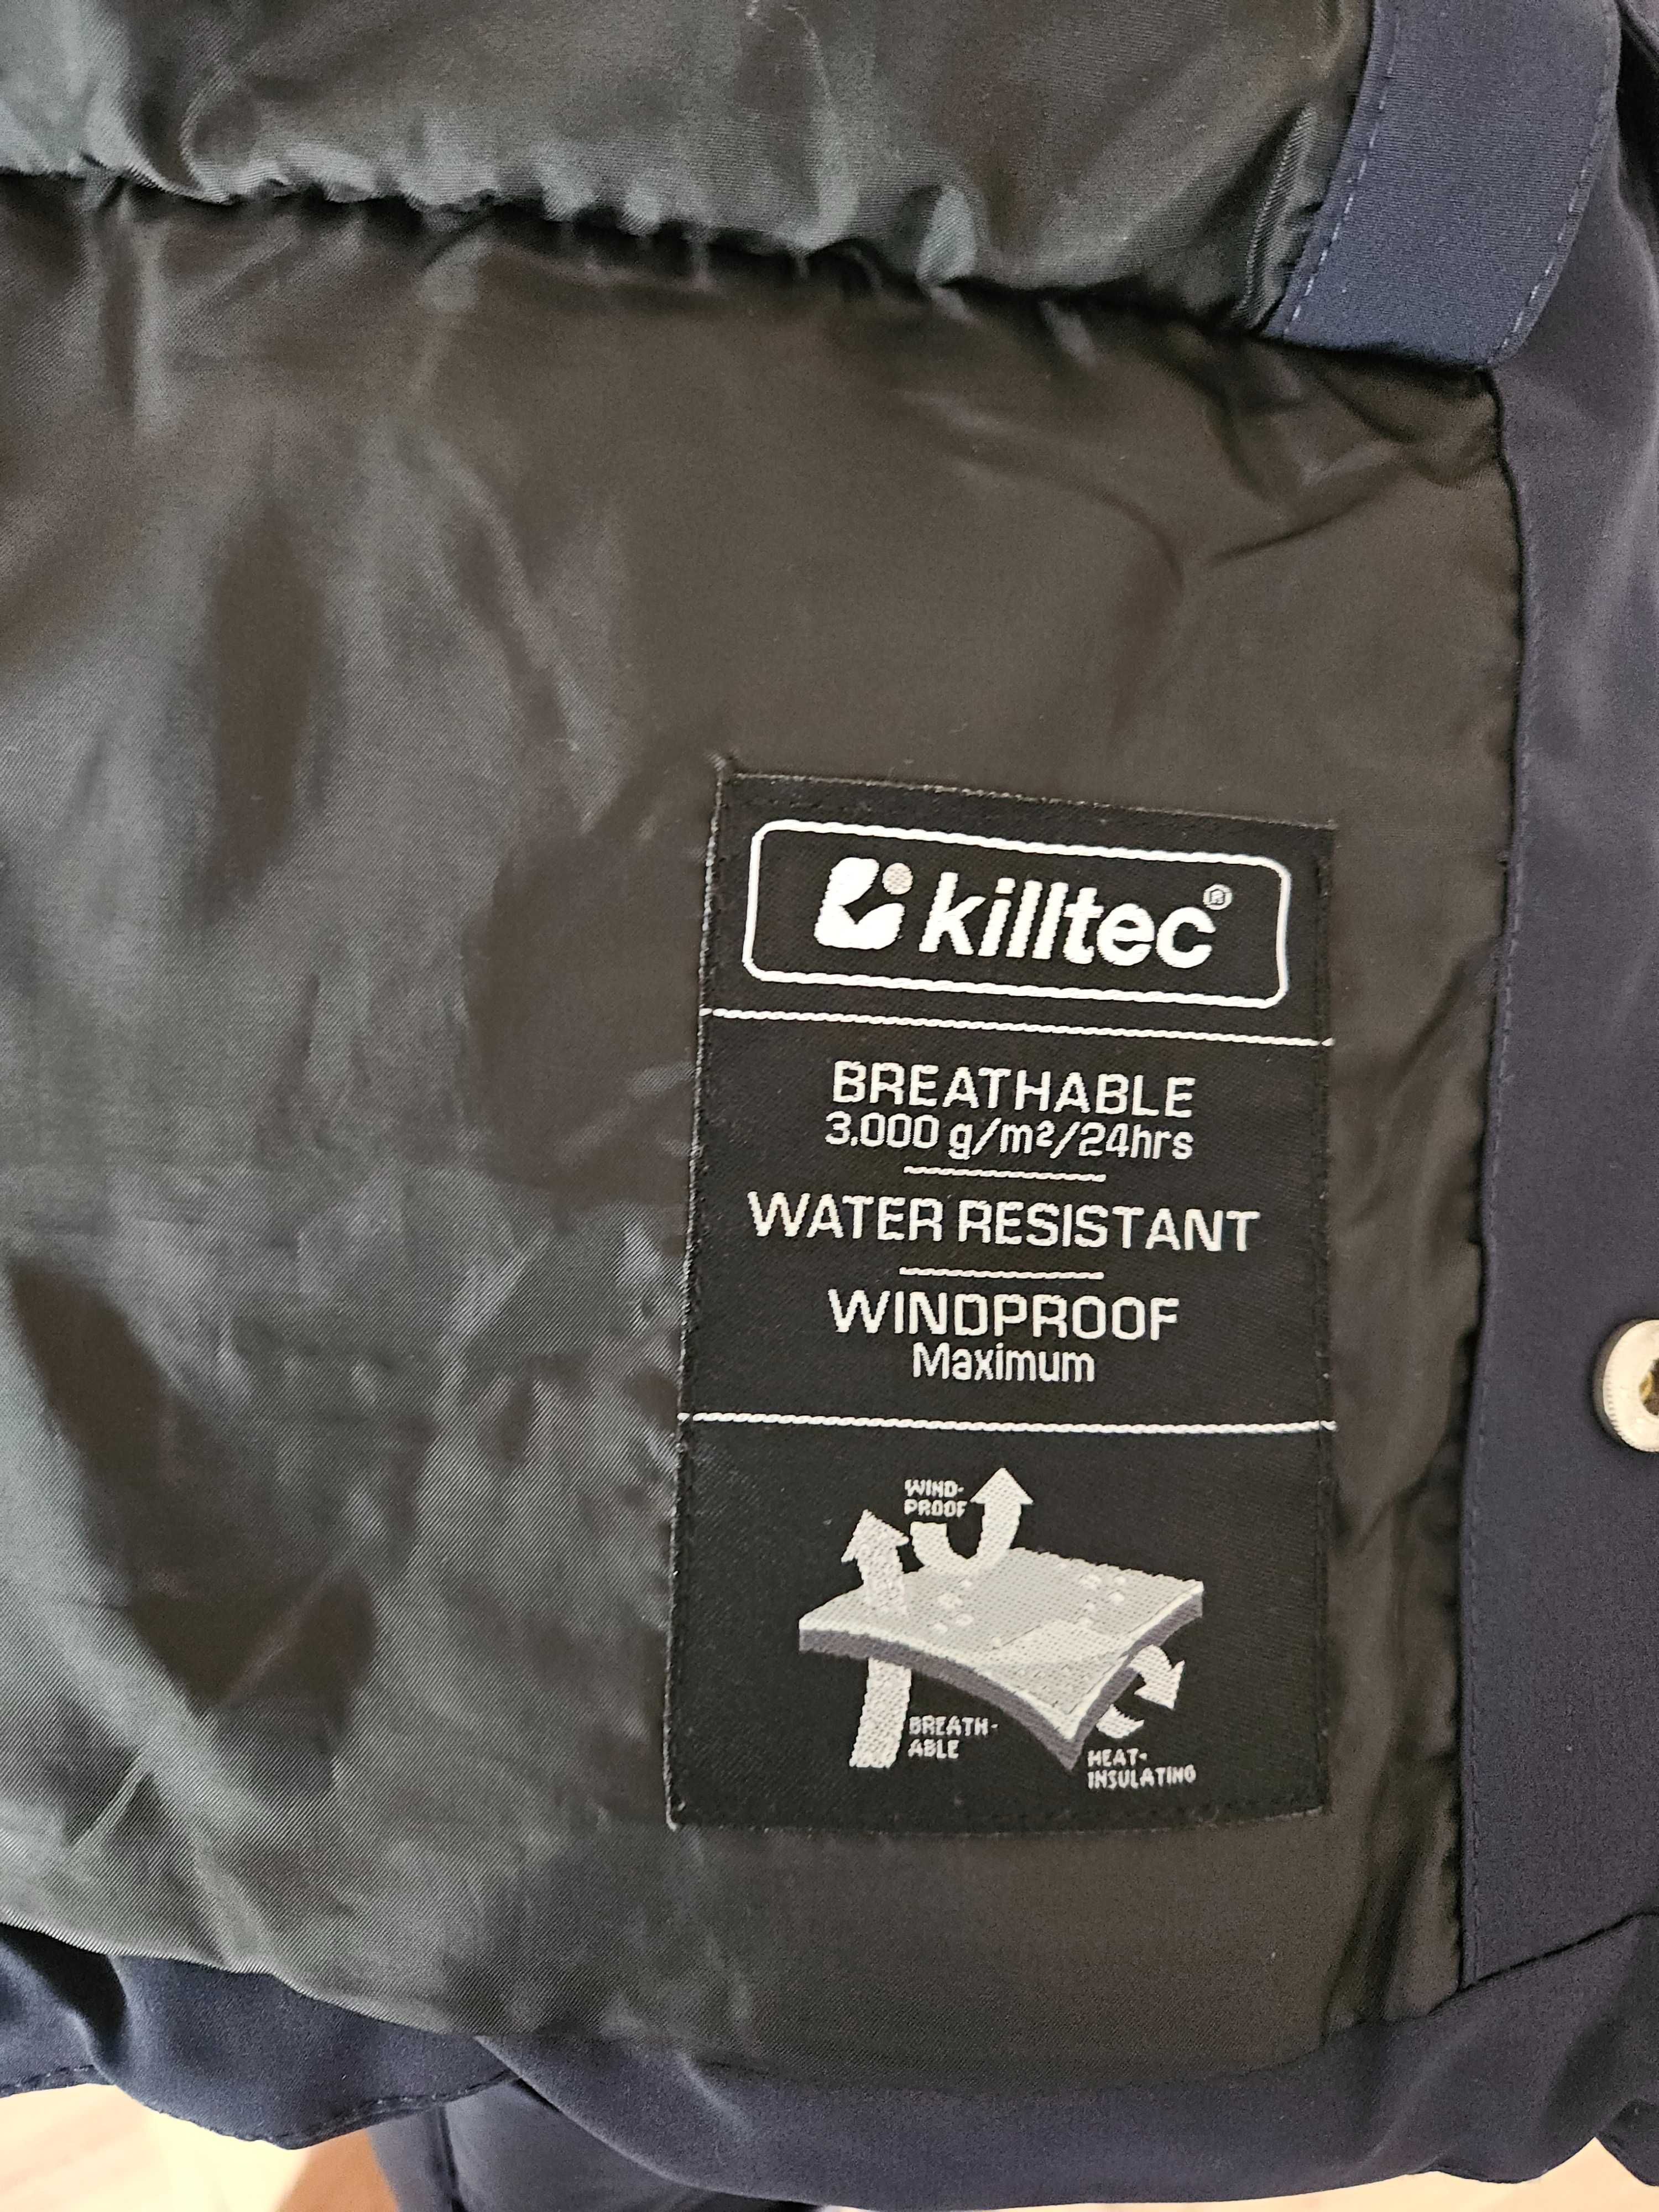 killtec®
BREATHABLE
3.000 g/m²/24hrs
WATER RESISTANT
WINDPROOF
Maximum
WIND-
PROOF
BREATH-
ABLE
HEAT-
INSULATING